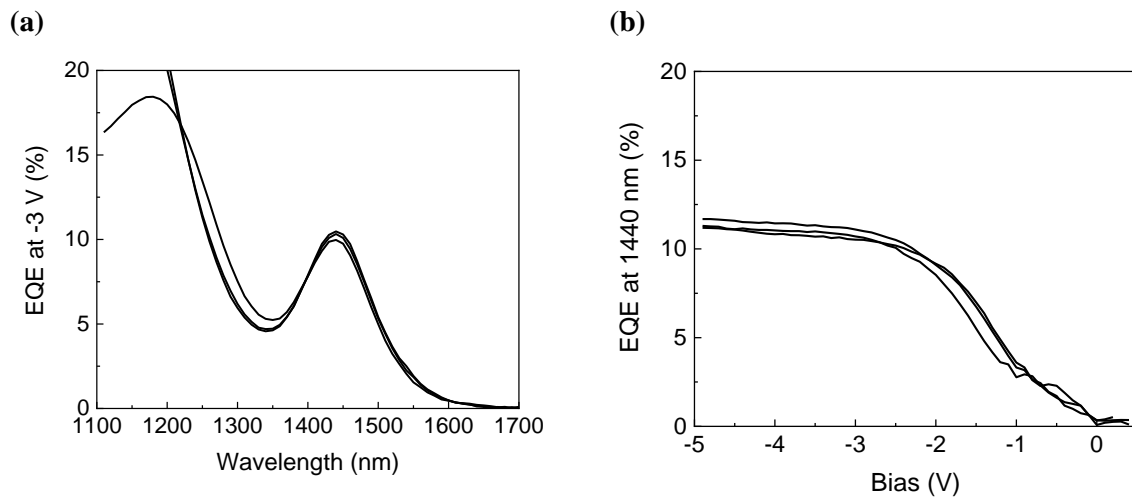 (a)
(b)
EQE at -3 V (%)
20
15
10
5
0
1100 1200 1300 1400 1500 1600 1700
Wavelength (nm)
EQE at 1440 nm (%)
20
15
10
5
0
-5 -4 -3 -2 -1 0
Bias (V)